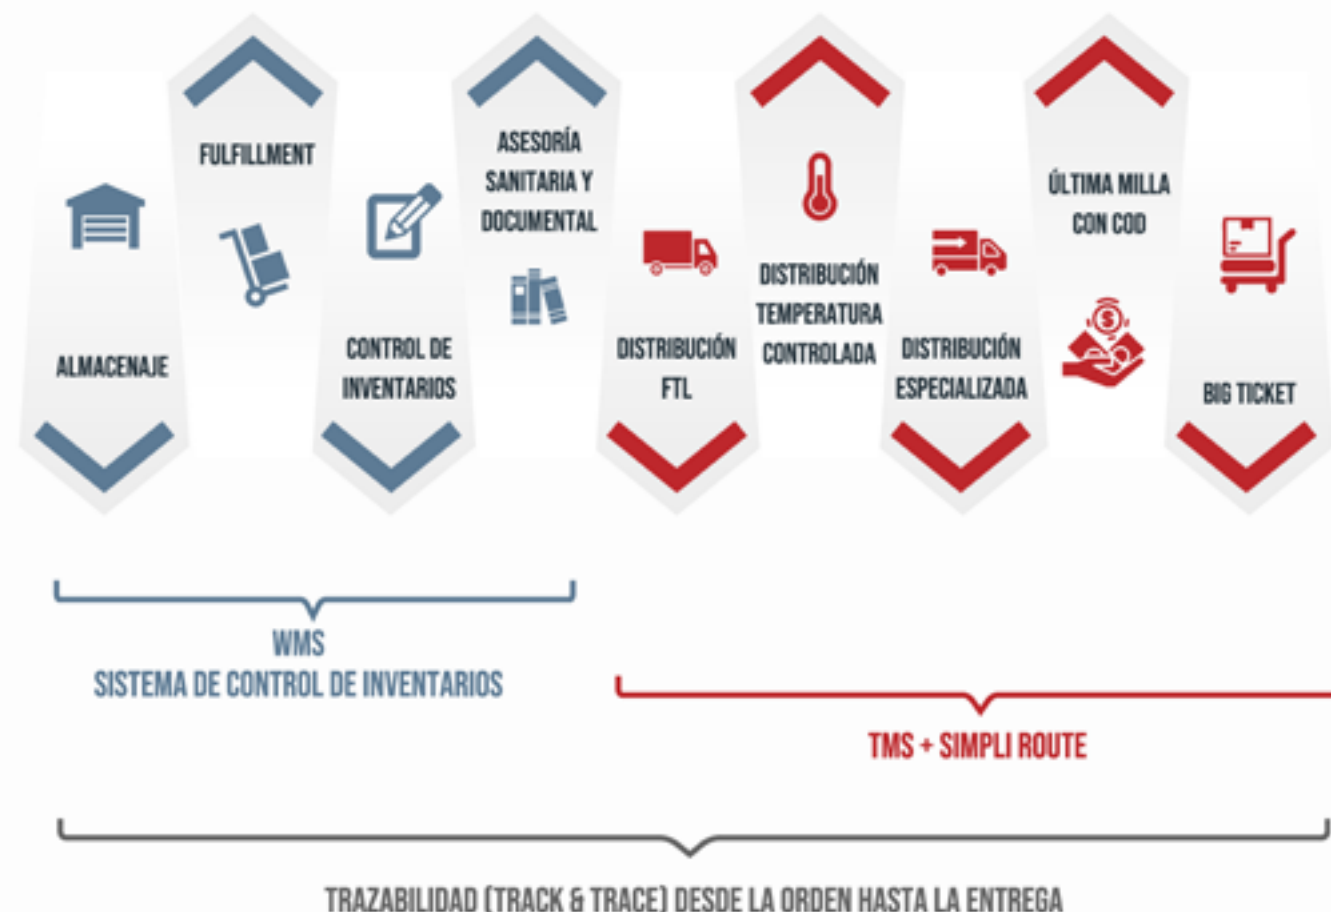 ALMACENAJE
FULFILLMENT
CONTROL DE
INVENTARIOS
ASESORÍA
SANITARIA Y
DOCUMENTAL
DISTRIBUCIÓN
FTL
DISTRIBUCIÓN
TEMPERATURA
CONTROLADA
DISTRIBUCIÓN
ESPECIALIZADA
ÚLTIMA MILLA
CON COD
$
BIG TICKET
WMS
SISTEMA DE CONTROL DE INVENTARIOS
TMS + SIMPLI ROUTE
TRAZABILIDAD (TRACK & TRACE) DESDE LA ORDEN HASTA LA ENTREGA